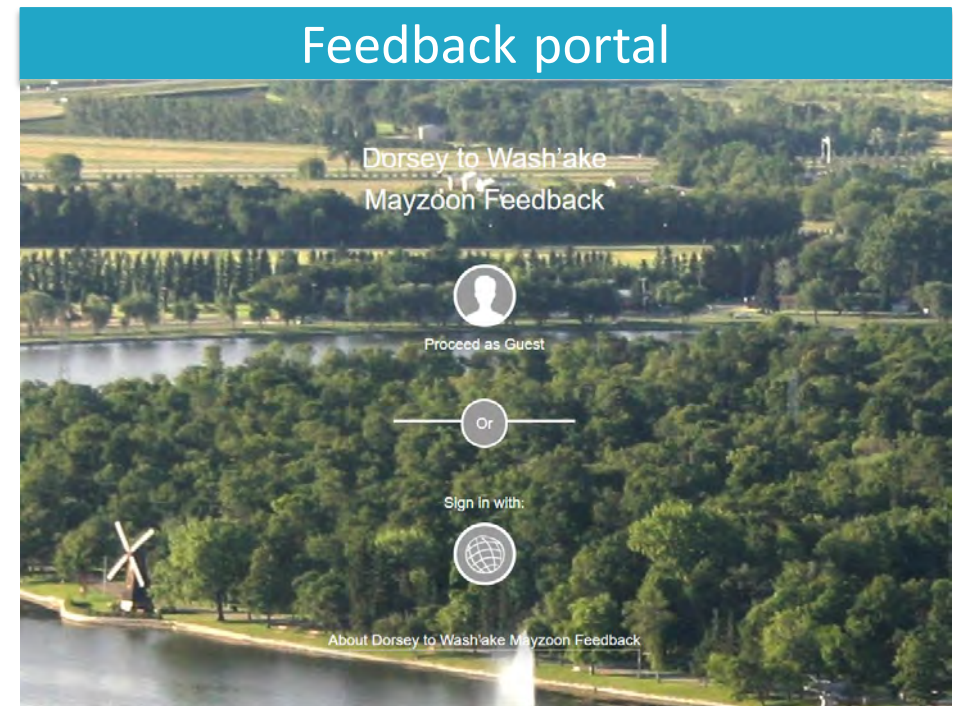 Feedback portal
Dorsey to Wash'ake
Mayzoon Feedback
Proceed as Guest
Or
Sign in with:
About Dorsey to Wash'ake Mayzoon Feedback